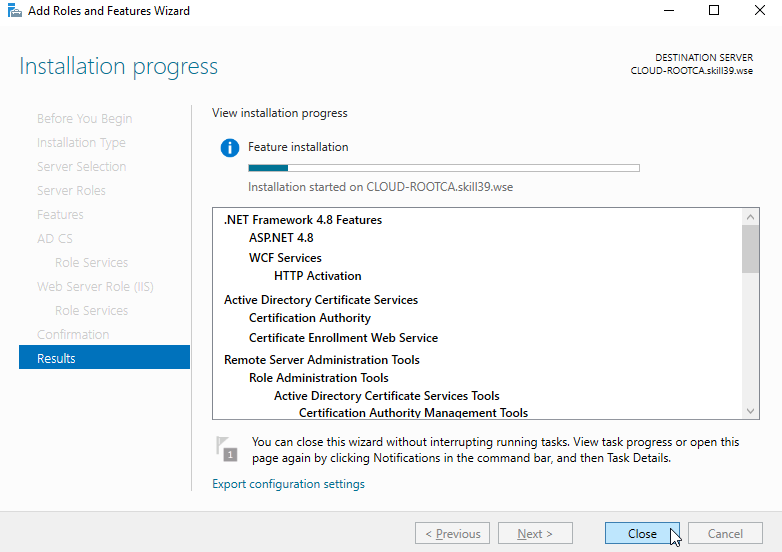 Add Roles and Features Wizard
Installation progress
DESTINATION SERVER
CLOUD-ROOTCA.skill39.wse
Before You Begin
Installation Type
Server Selection
Server Roles
Features
AD CS
Role Services
Web Server Role (IIS)
Role Services
Confirmation
Results
View installation progress
Feature installation
Installation started on CLOUD-ROOTCA.skill39.wse
.NET Framework 4.8 Features
ASP.NET 4.8
WCF Services
HTTP Activation
Active Directory Certificate Services
Certification Authority
Certificate Enrollment Web Service
Remote Server Administration Tools
Role Administration Tools
Active Directory Certificate Services Tools
Certification Authority Management Tools
1
You can close this wizard without interrupting running tasks. View task progress or open this
page again by clicking Notifications in the command bar, and then Task Details.
Export configuration settings
< Previous
Next >
Close
Cancel